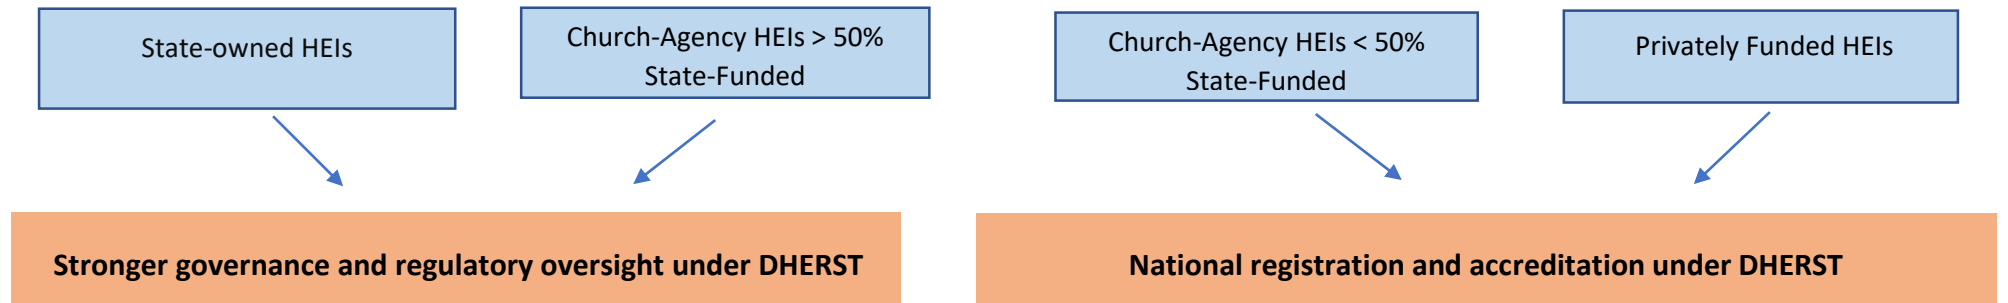 State-owned HEIs
Church-Agency HEIs > 50%
State-Funded
Church-Agency HEIs < 50%
State-Funded
Privately Funded HEIs
Stronger governance and regulatory oversight under DHERST
National registration and accreditation under DHERST